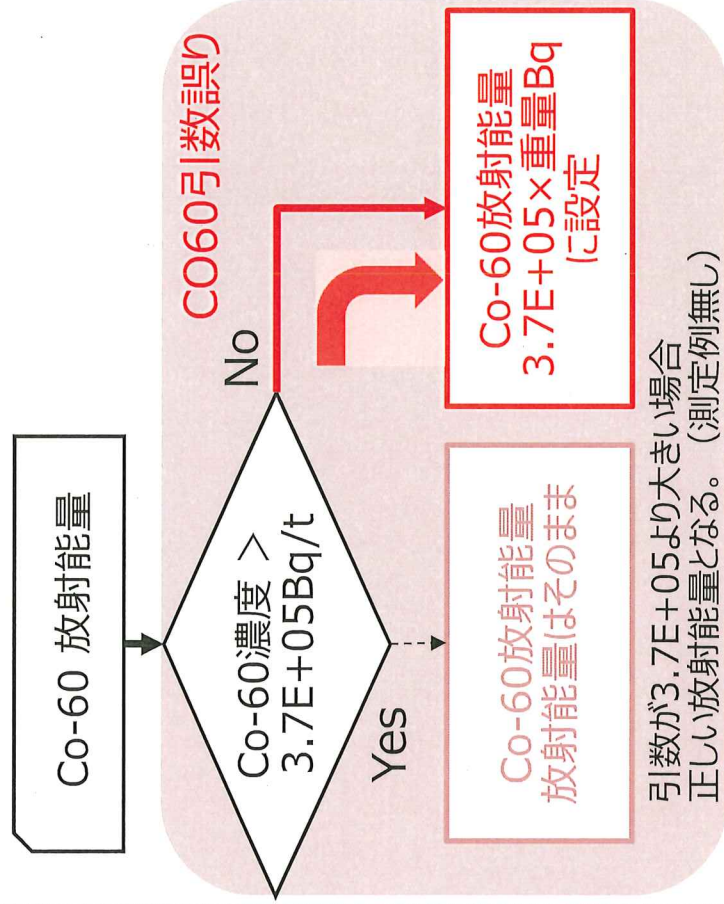 Co-60 放射能量
CO60引数誤り
Co-60濃度 >
3.7E+05Bq/t
No
Yes
Co-60放射能量
放射能量はそのまま
Co-60放射能量
3.7E+05×重量Bq
に設定
引数が3.7E+05より大きい場合
正しい放射能量となる。（測定例無し）